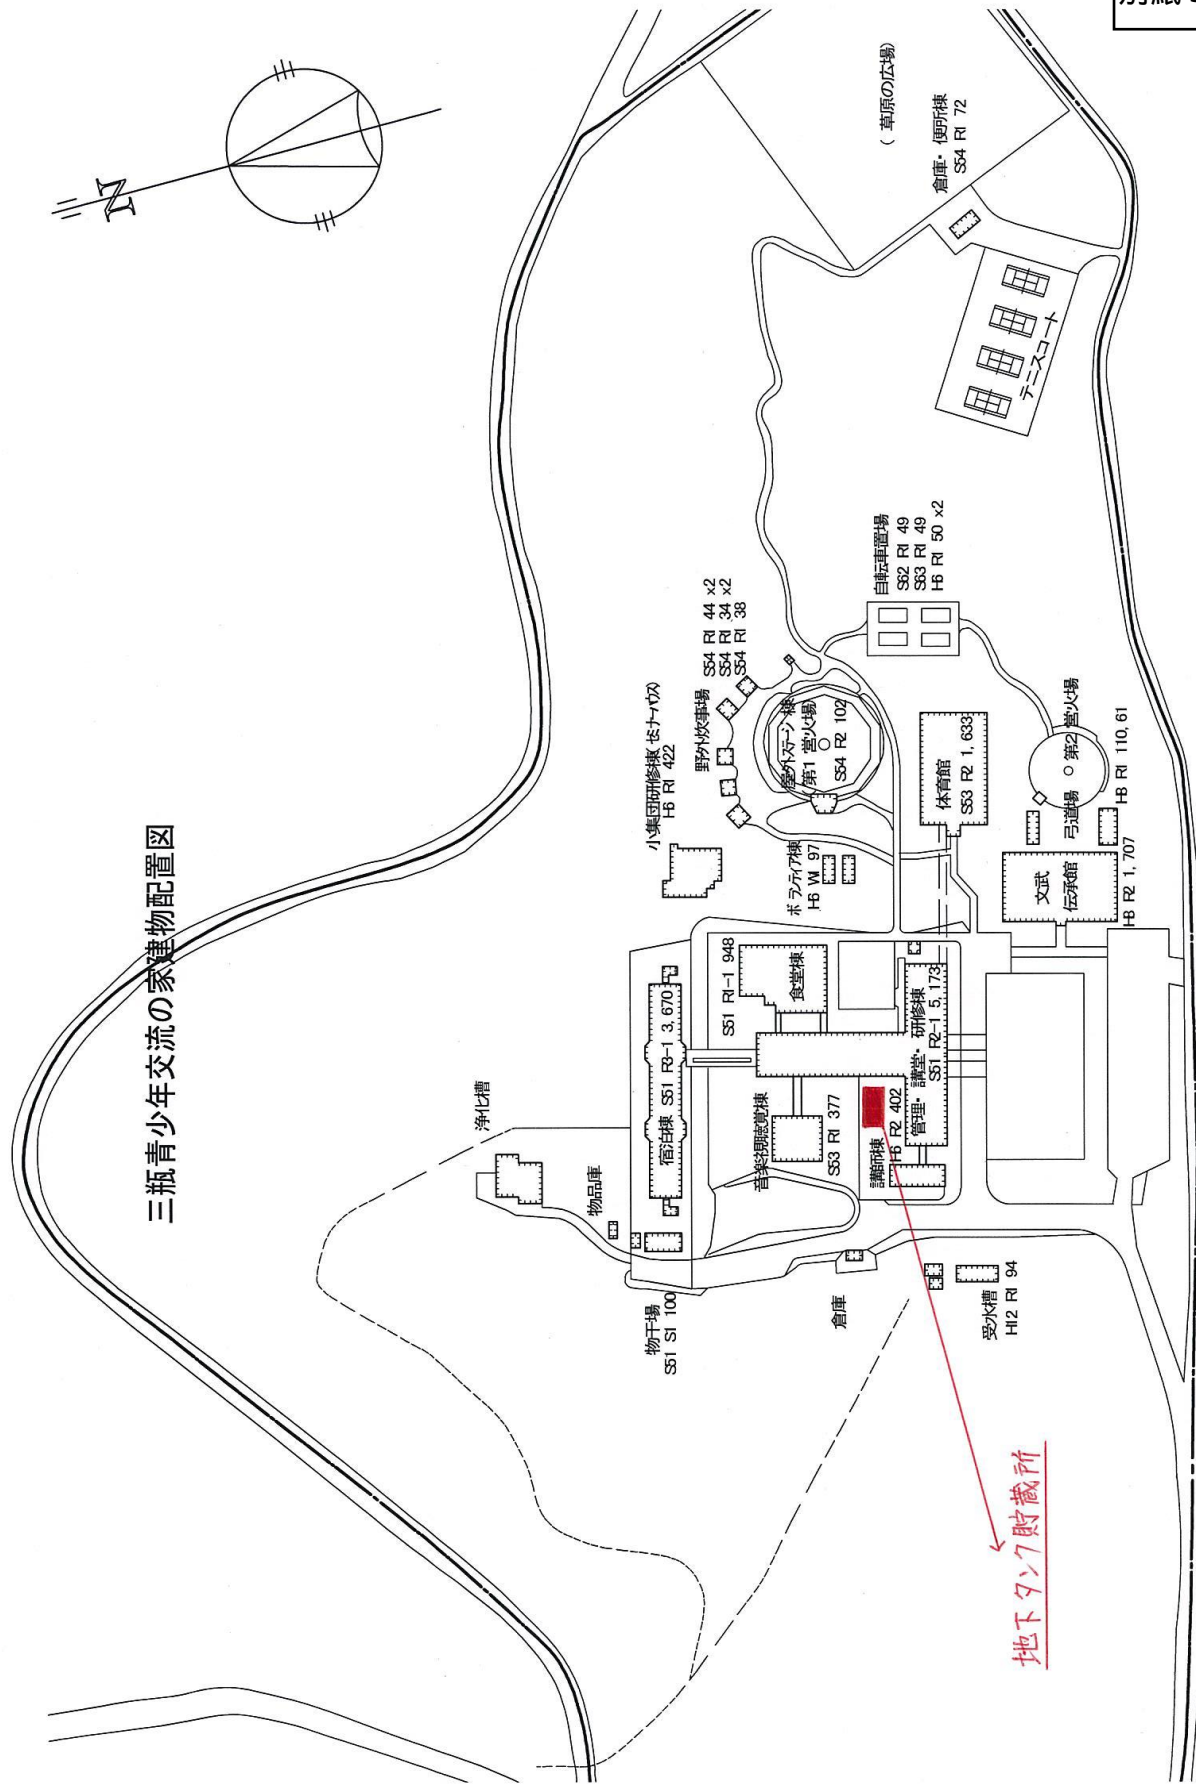 三瓶青少年交流の家建物配置図
N
( 草原の広場)
倉庫・便所棟
S54 R1 72
テニスコート
自転車置場
S62 R1 49
S63 R1 49
H6 R1 50 x2
野外炊事場
S54 R1 44 x2
S54 R1 34 x2
S54 R1 38
小集団研修棟(セミナーハウス)
H6 R1 422
屋外ステージ棟
第1 営火場
S54 R2 102
ボランティア棟
H6 W1 97
体育館
S53 R2 1,633
第2 営火場
弓道場
H8 R1 110,61
文武
伝承館
H8 R2 1,707
S51 R1-1 948
食堂棟
宿泊棟 S51 R3-1 3,670
管理・講堂・研修棟
S51 R2-1 5,173
音楽視聴覚棟
S53 R1 377
講師棟
H6 R2 402
浄化槽
物品庫
物干場
S51 S1 100
倉庫
受水槽
H12 R1 94
地下タンク貯蔵所